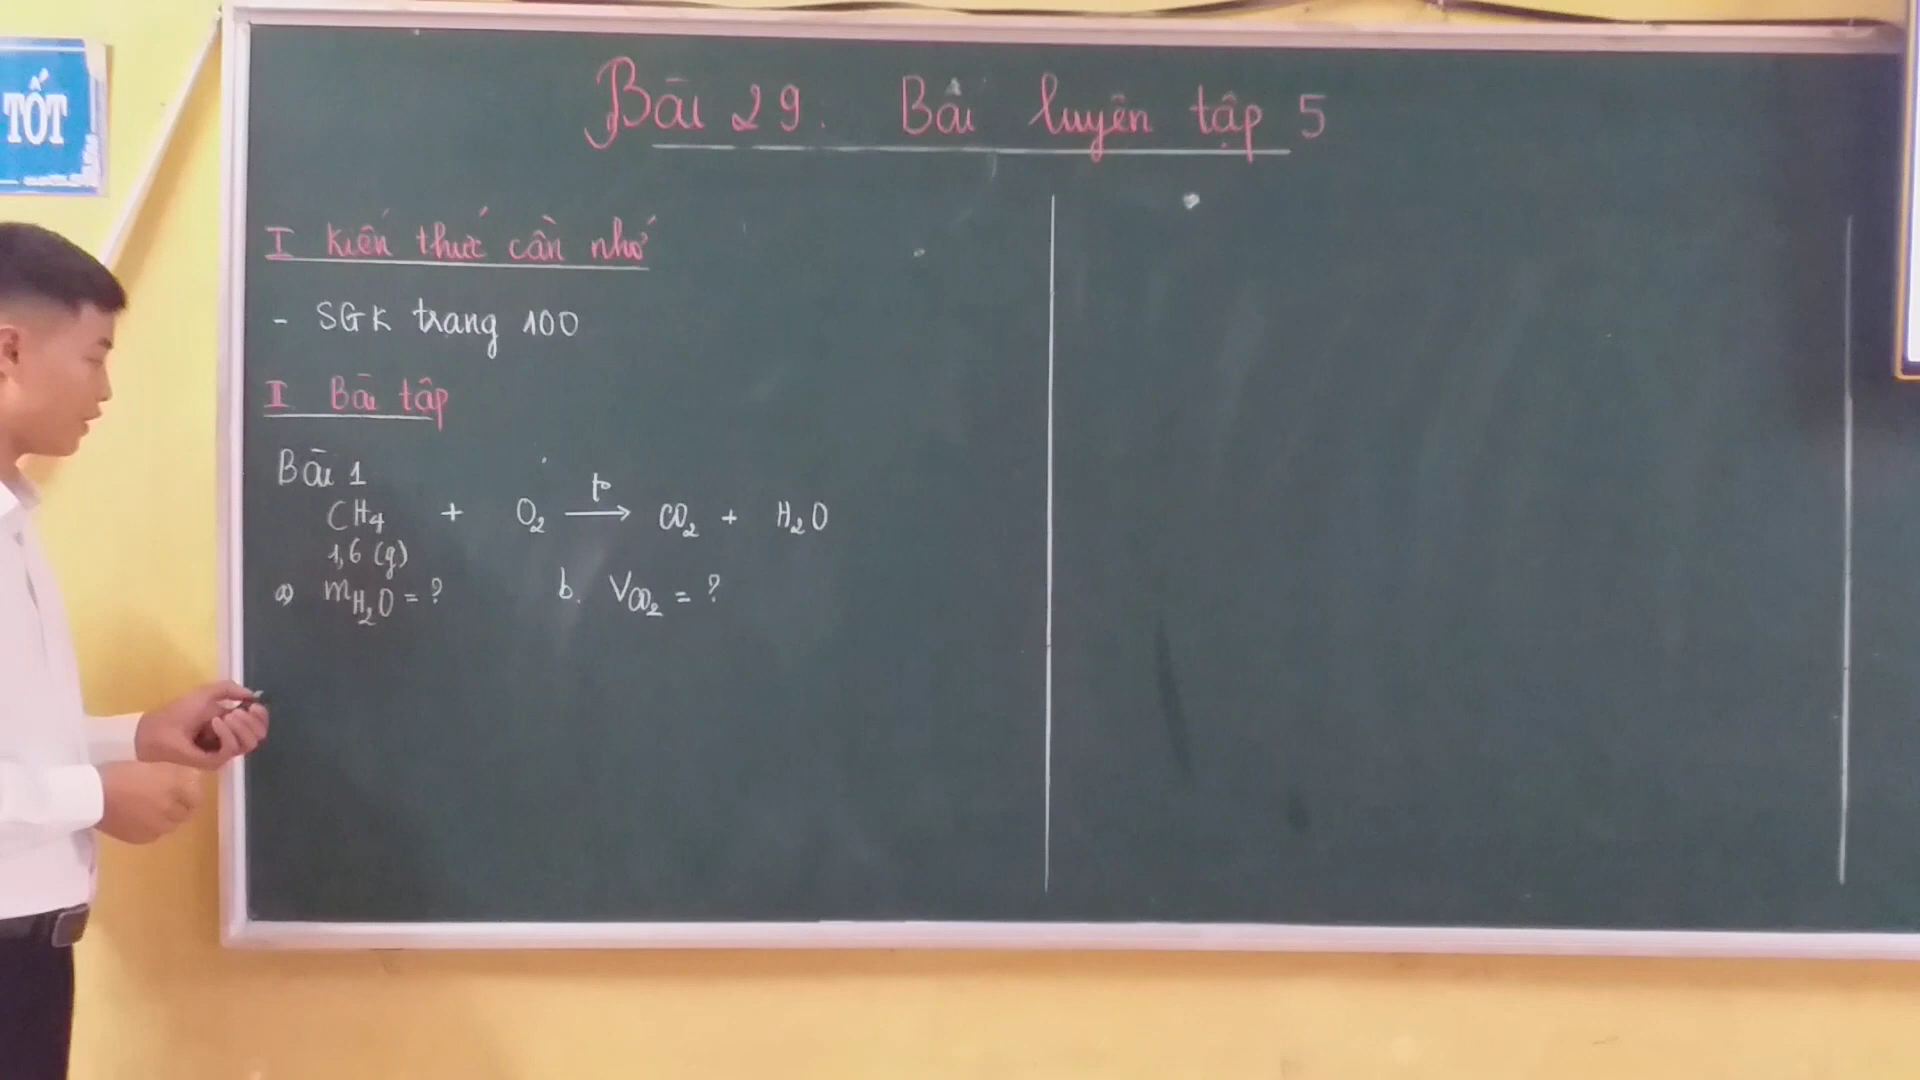 TỐT
Bài 29. Bài luyện tập 5
I Kiến thức cần nhớ
- SGK trang 100
II Bài tập
Bài 1
CH₄ + O₂ —t°→ CO₂ + H₂O
1,6 (g)
a) mH₂O = ? b. VCO₂ = ?